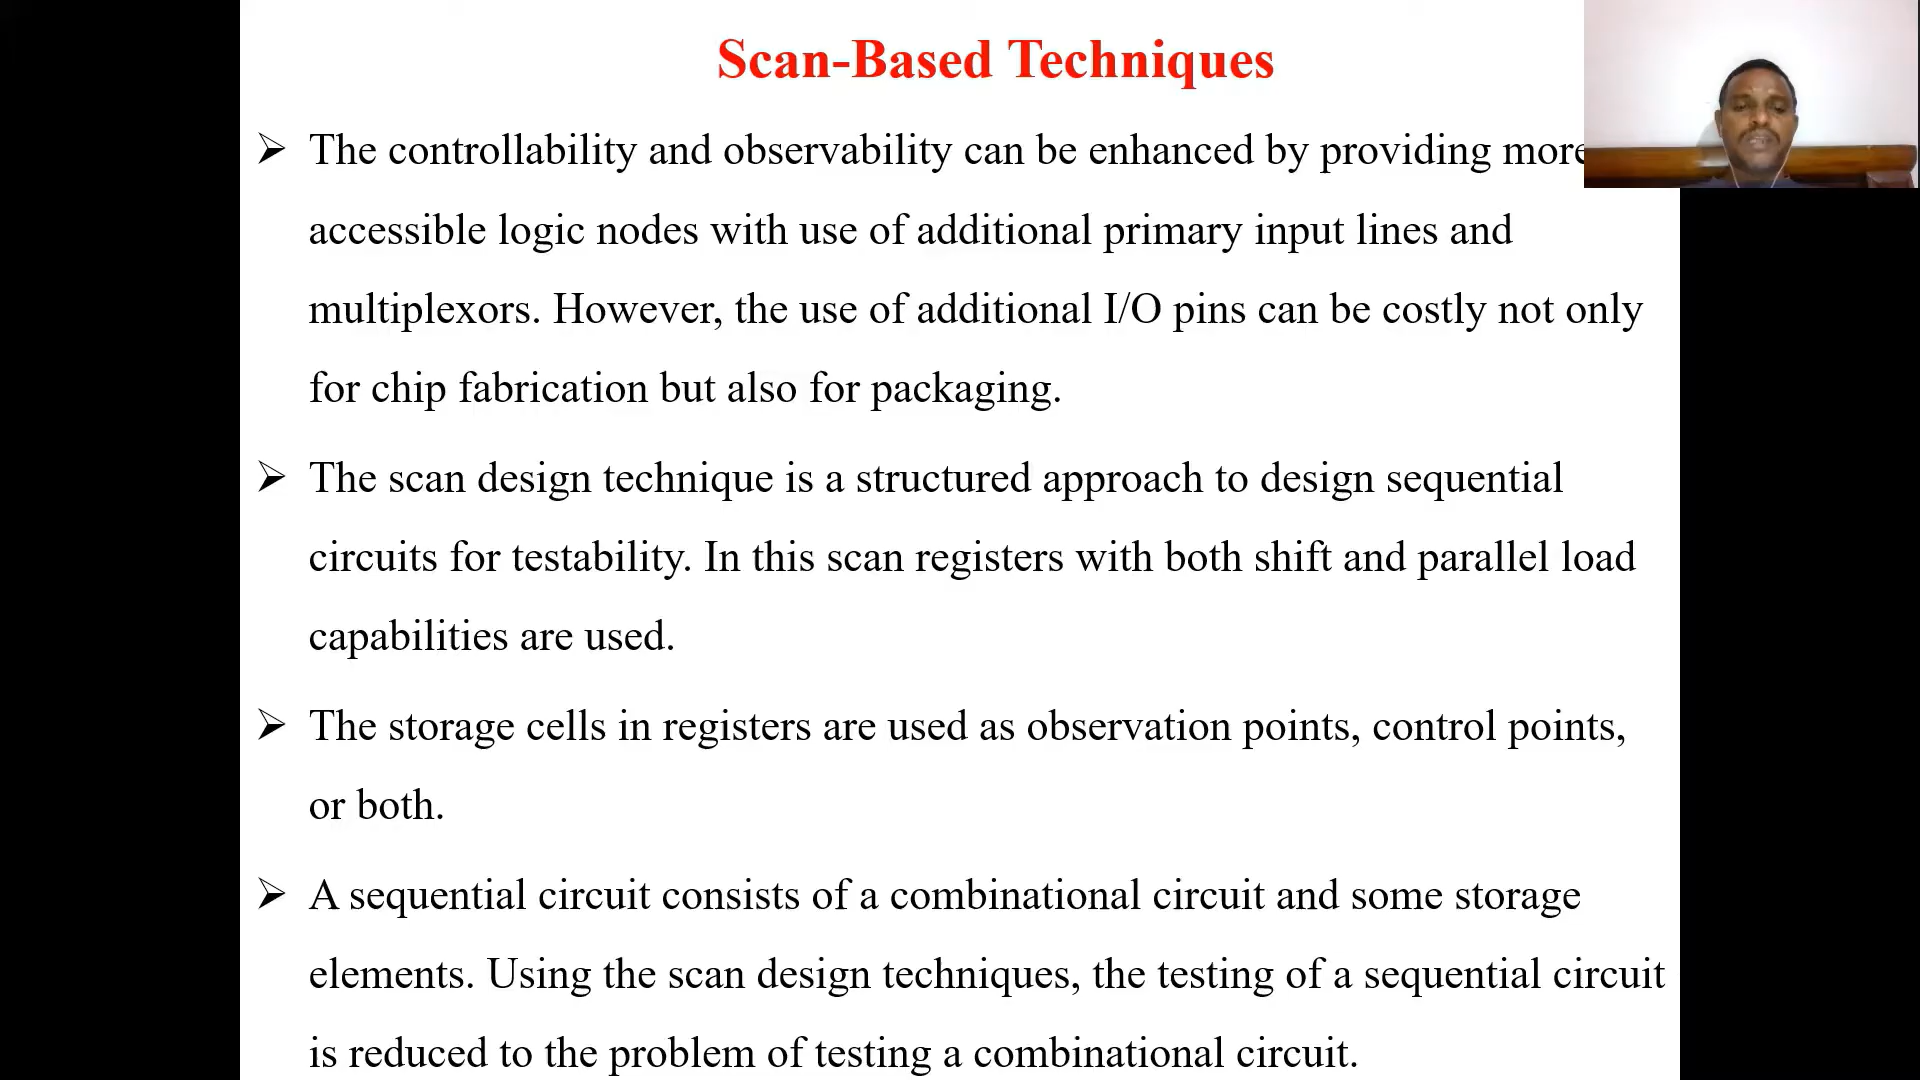 Scan-Based Techniques
➢ The controllability and observability can be enhanced by providing more
accessible logic nodes with use of additional primary input lines and
multiplexors. However, the use of additional I/O pins can be costly not only
for chip fabrication but also for packaging.
➢ The scan design technique is a structured approach to design sequential
circuits for testability. In this scan registers with both shift and parallel load
capabilities are used.
➢ The storage cells in registers are used as observation points, control points,
or both.
➢ A sequential circuit consists of a combinational circuit and some storage
elements. Using the scan design techniques, the testing of a sequential circuit
is reduced to the problem of testing a combinational circuit.